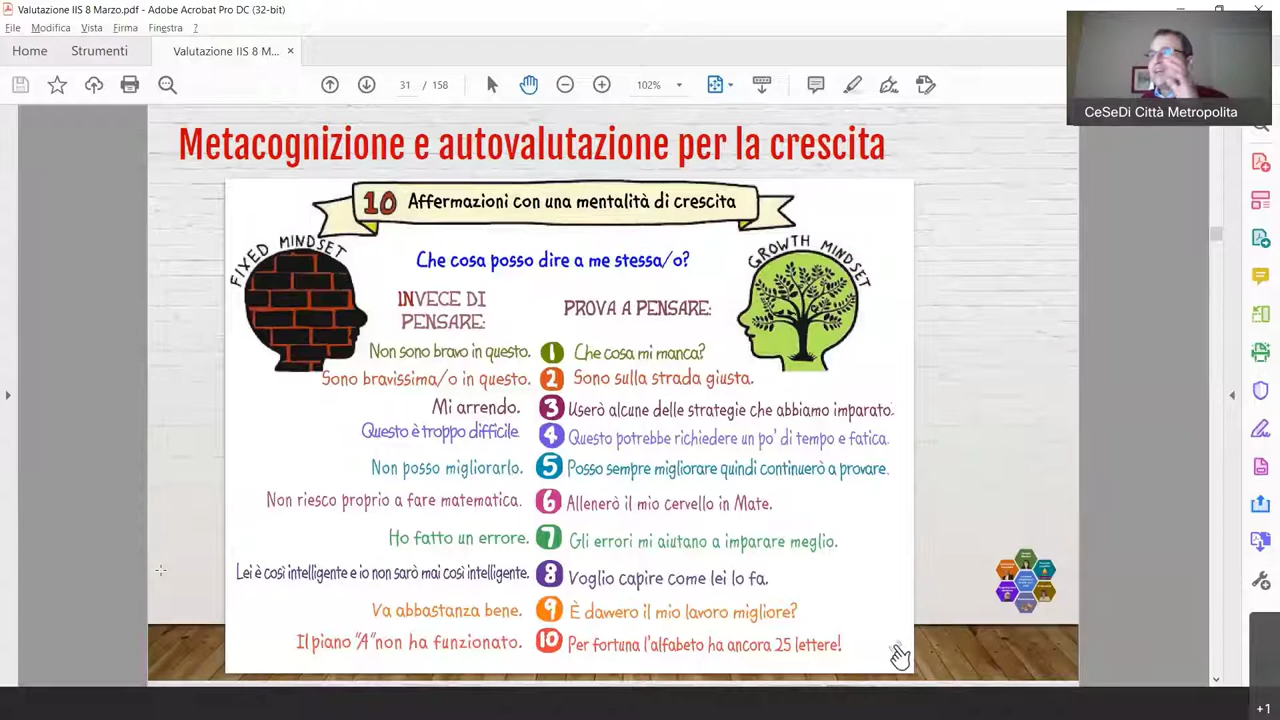 Valutazione IIS 8 Marzo.pdf - Adobe Acrobat Pro DC (32-bit)
File Modifica Vista Firma Finestra ?
Home Strumenti Valutazione IIS 8 M... ×
31 / 158 102%
CeSeDi Città Metropolita
Metacognizione e autovalutazione per la crescita
10 Affermazioni con una mentalità di crescita
FIXED MINDSET
GROWTH MINDSET
Che cosa posso dire a me stessa/o?
INVECE DI
PENSARE:
PROVA A PENSARE:
Non sono bravo in questo. 1 Che cosa mi manca?
Sono bravissima/o in questo. 2 Sono sulla strada giusta.
Mi arrendo. 3 Userò alcune delle strategie che abbiamo imparato.
Questo è troppo difficile. 4 Questo potrebbe richiedere un po' di tempo e fatica.
Non posso migliorarlo. 5 Posso sempre migliorare quindi continuerò a provare.
Non riesco proprio a fare matematica. 6 Allenerò il mio cervello in Mate.
Ho fatto un errore. 7 Gli errori mi aiutano a imparare meglio.
Lei è così intelligente e io non sarò mai così intelligente. 8 Voglio capire come lei lo fa.
Va abbastanza bene. 9 È davvero il mio lavoro migliore?
Il piano "A" non ha funzionato. 10 Per fortuna l'alfabeto ha ancora 25 lettere!
+1